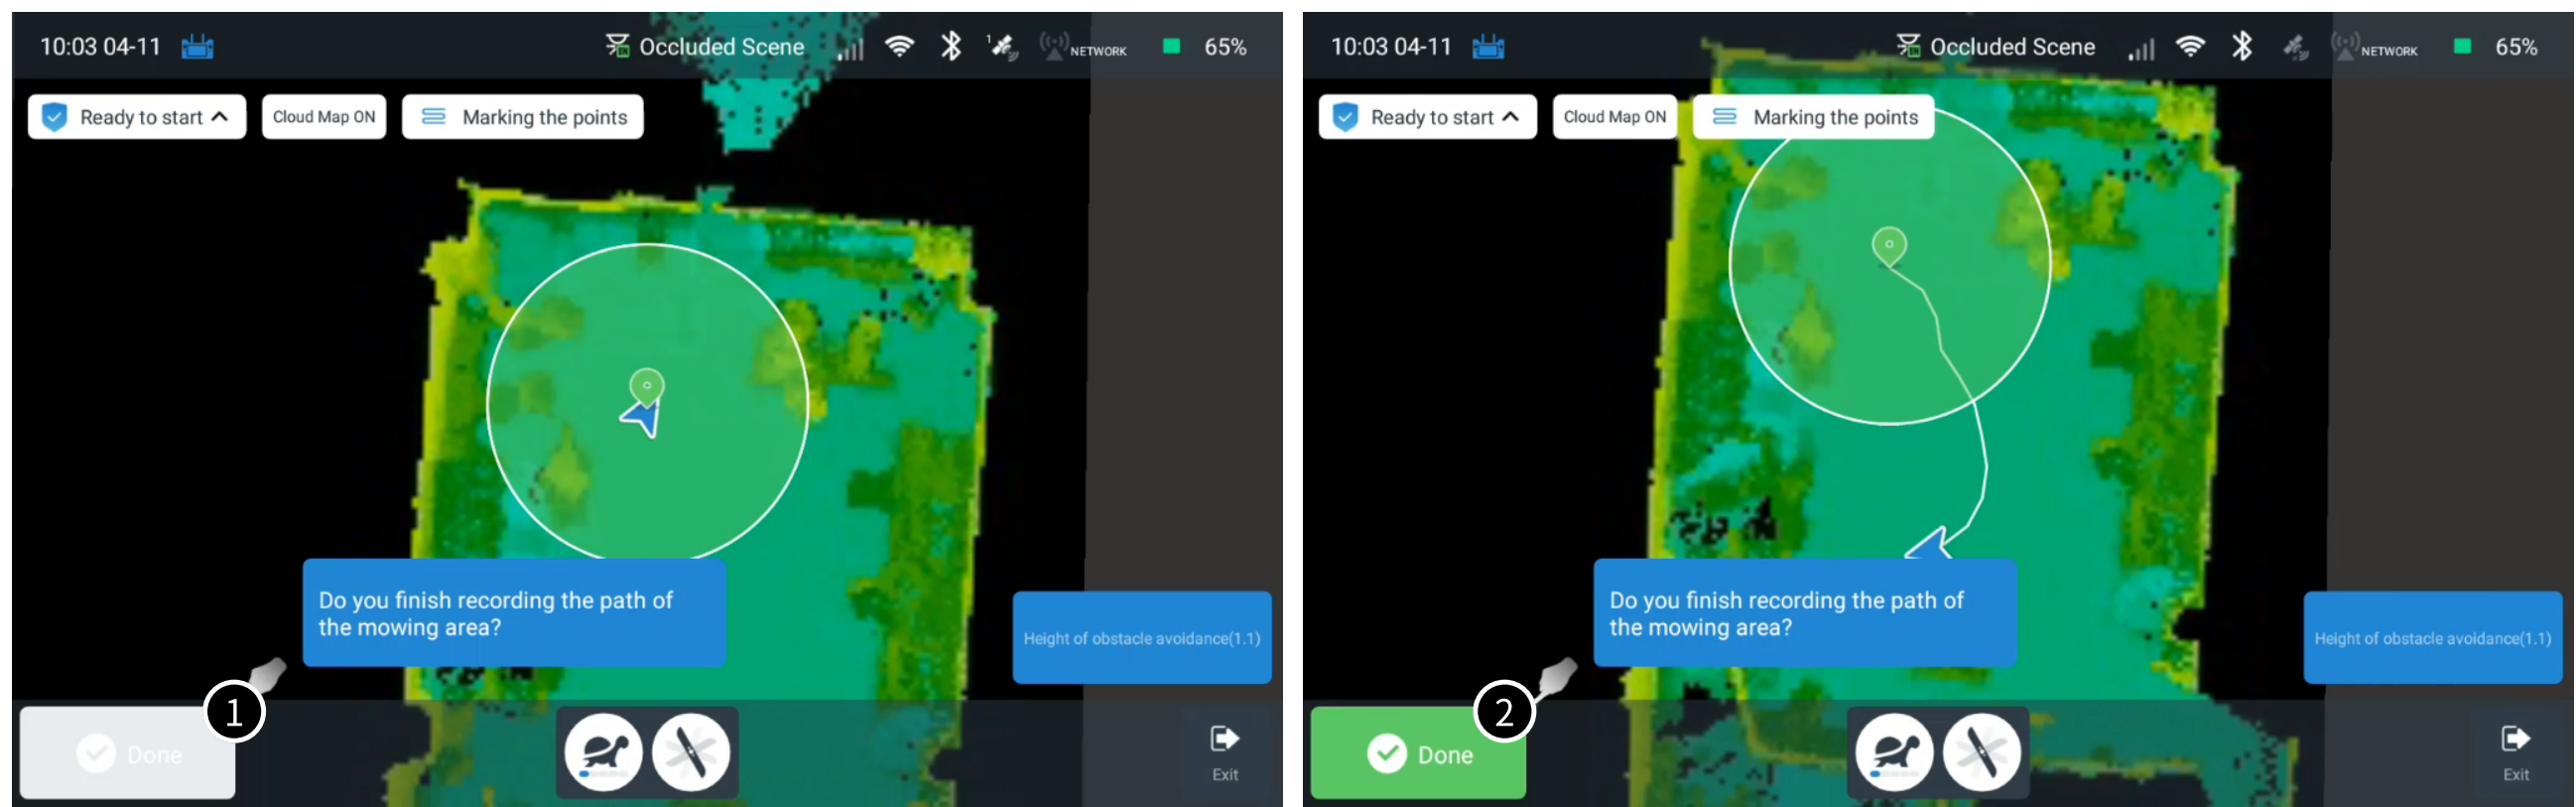 10:03 04-11
Occluded Scene
1
NETWORK
65%
Ready to start
Cloud Map ON
Marking the points
Do you finish recording the path of
the mowing area?
Height of obstacle avoidance(1.1)
1
Done
Exit
10:03 04-11
Occluded Scene
NETWORK
65%
Ready to start
Cloud Map ON
Marking the points
Do you finish recording the path of
the mowing area?
Height of obstacle avoidance(1.1)
2
Done
Exit